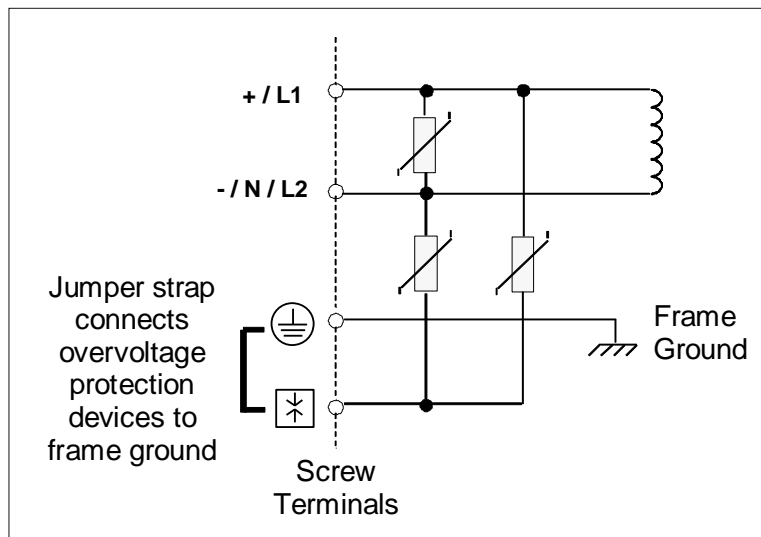 + / L1
- / N / L2
Jumper strap
connects
overvoltage
protection
devices to
frame ground
Frame
Ground
Screw
Terminals